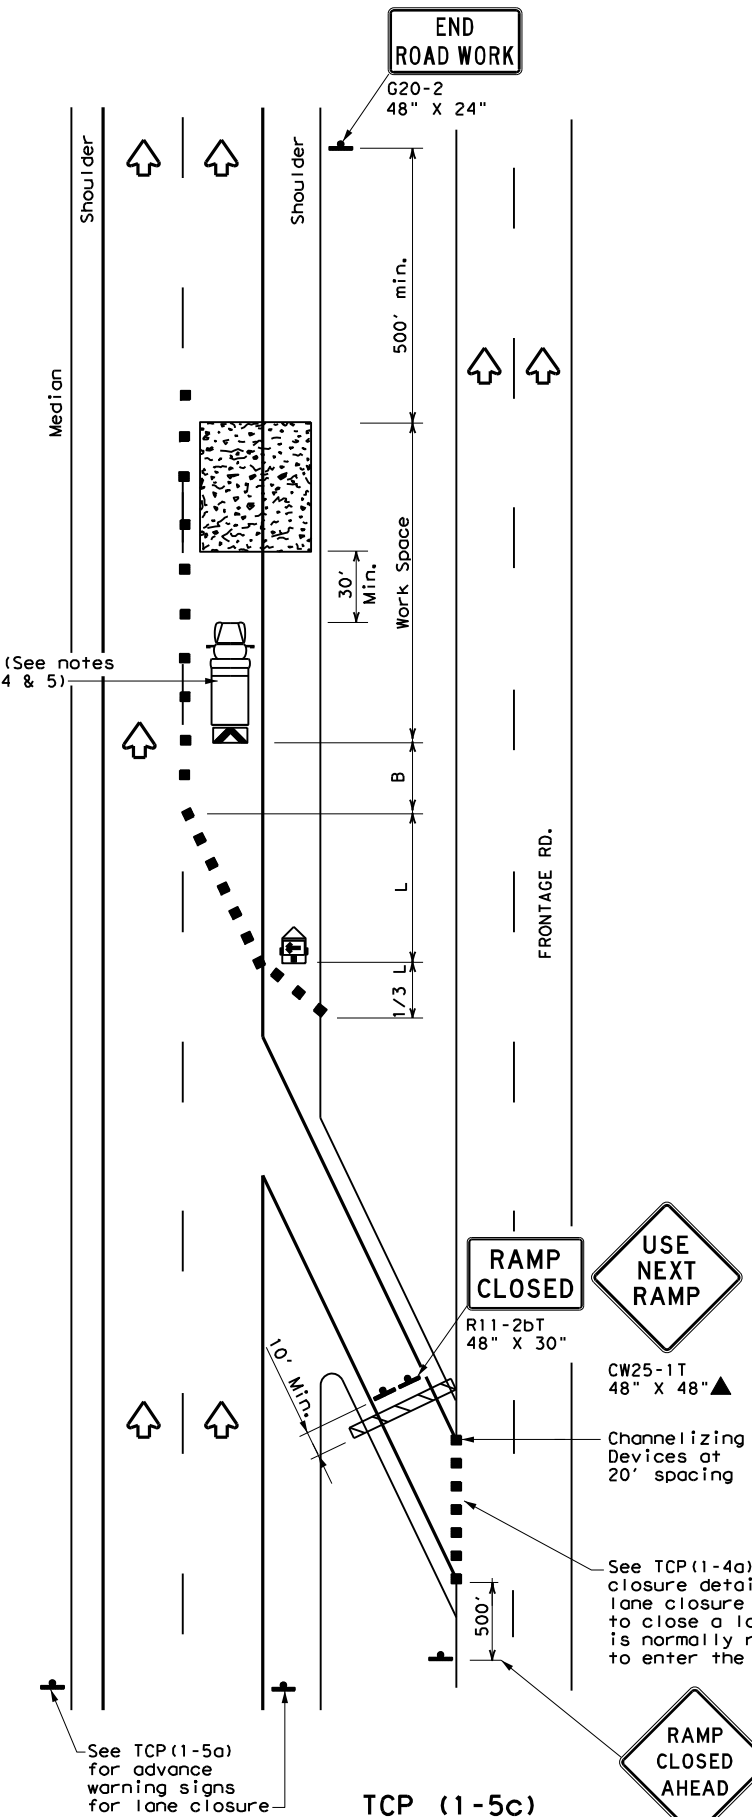 END
ROAD WORK
G20-2
48" X 24"
Shoulder
Shoulder
500' min.
Median
Work Space
30'
Min.
(See notes
4 & 5)
B
L
FRONTAGE RD.
1/3 L
RAMP
CLOSED
R11-2bT
48" X 30"
USE
NEXT
RAMP
CW25-1T
48" X 48"
10' Min.
Channelizing
Devices at
20' spacing
See TCP(1-4a)
closure detai
lane closure
to close a la
is normally r
to enter the
500'
See TCP(1-5a)
for advance
warning signs
for lane closure
RAMP
CLOSED
AHEAD
TCP (1-5c)